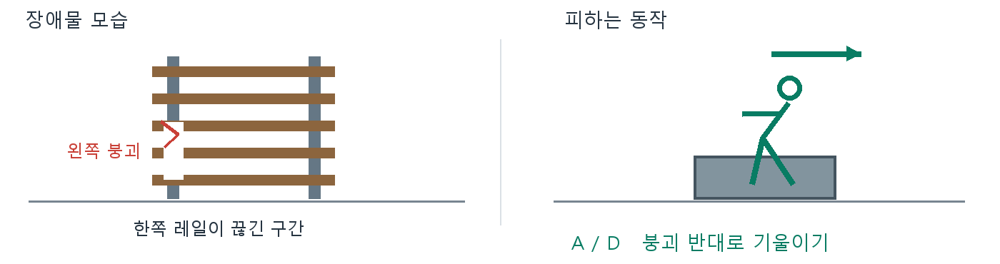 장애물 모습
왼쪽 붕괴
한쪽 레일이 끊긴 구간
피하는 동작
A / D 붕괴 반대로 기울이기